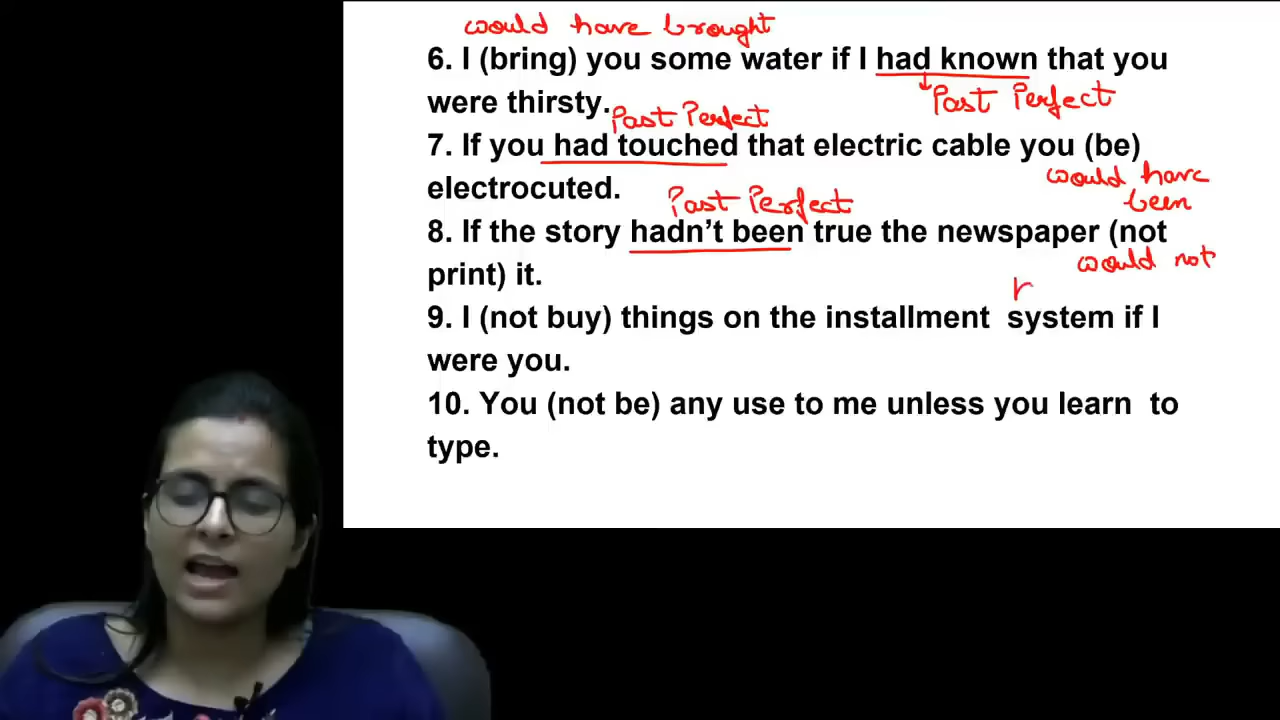 would have brought
6. I (bring) you some water if I had known that you
were thirsty.
Past Perfect
Past Perfect
7. If you had touched that electric cable you (be)
electrocuted.
would have
been
Past Perfect
8. If the story hadn't been true the newspaper (not
print) it.
would not
h
9. I (not buy) things on the installment system if I
were you.
10. You (not be) any use to me unless you learn to
type.